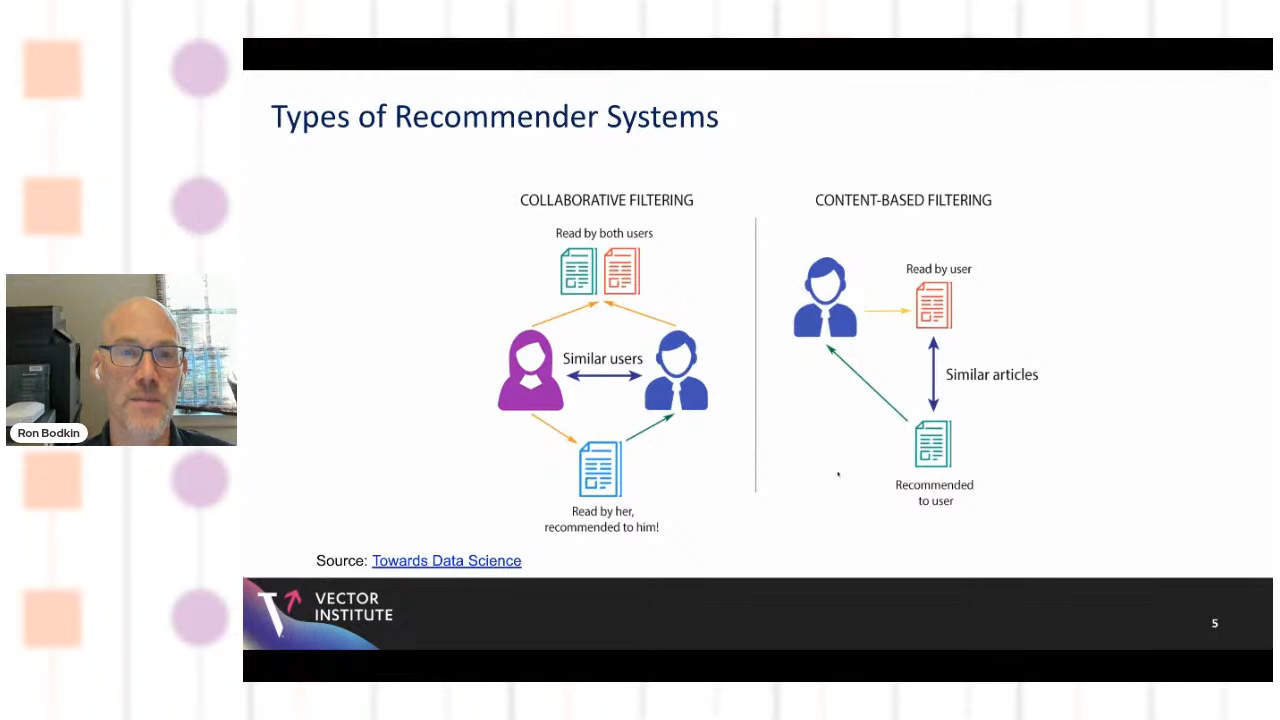 Types of Recommender Systems
COLLABORATIVE FILTERING
Read by both users
Similar users
Read by her,
recommended to him!
CONTENT-BASED FILTERING
Read by user
Similar articles
Recommended
to user
Source: Towards Data Science
VECTOR
INSTITUTE
5
Ron Bodkin